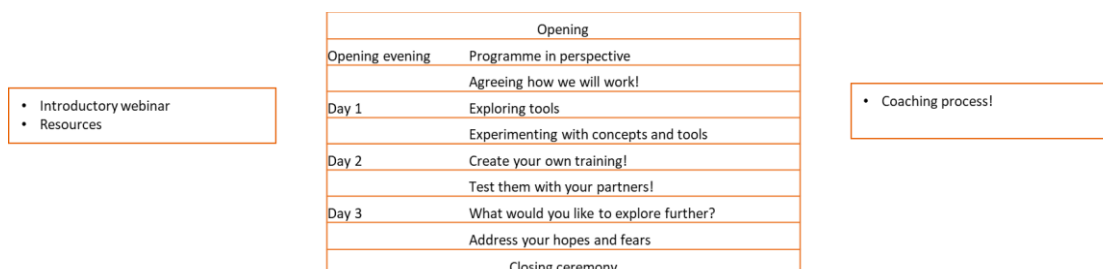 • Introductory webinar
• Resources
Opening
Opening evening Programme in perspective
Agreeing how we will work!
Day 1 Exploring tools
Experimenting with concepts and tools
Day 2 Create your own training!
Test them with your partners!
Day 3 What would you like to explore further?
Address your hopes and fears
Closing ceremony
• Coaching process!